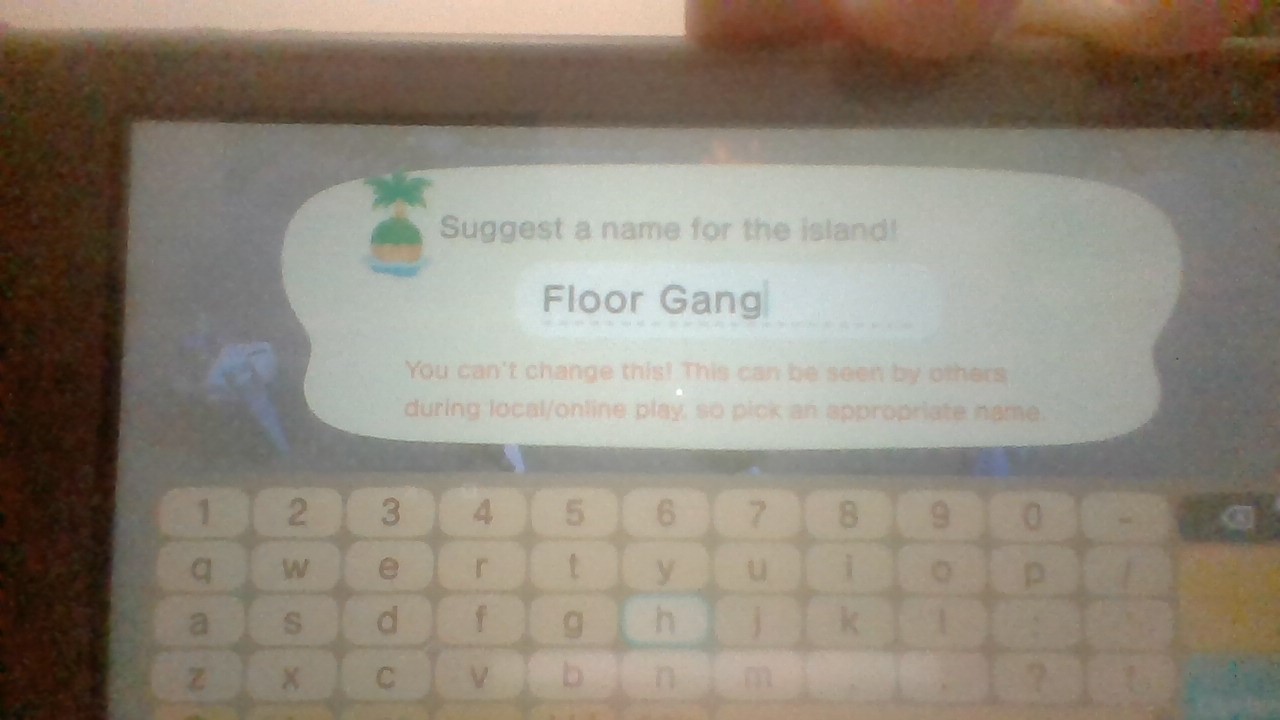 Suggest a name for the island!
Floor Gang
You can't change this! This can be seen by others
during local/online play, so pick an appropriate name.
1 2 3 4 5 6 7 8 9 0 -
q w e r t y u i o p /
a s d f g h j k l :
z x c v b n m , . ?